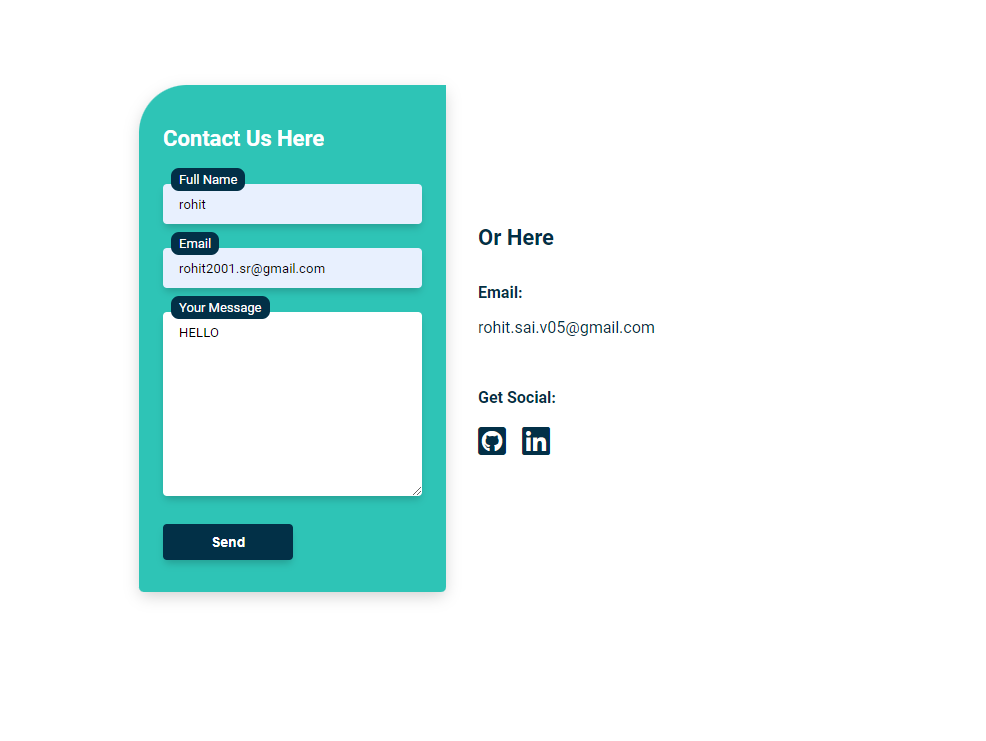 Contact Us Here
Full Name
rohit
Email
rohit2001.sr@gmail.com
Your Message
HELLO
Send
Or Here
Email:
rohit.sai.v05@gmail.com
Get Social:
in